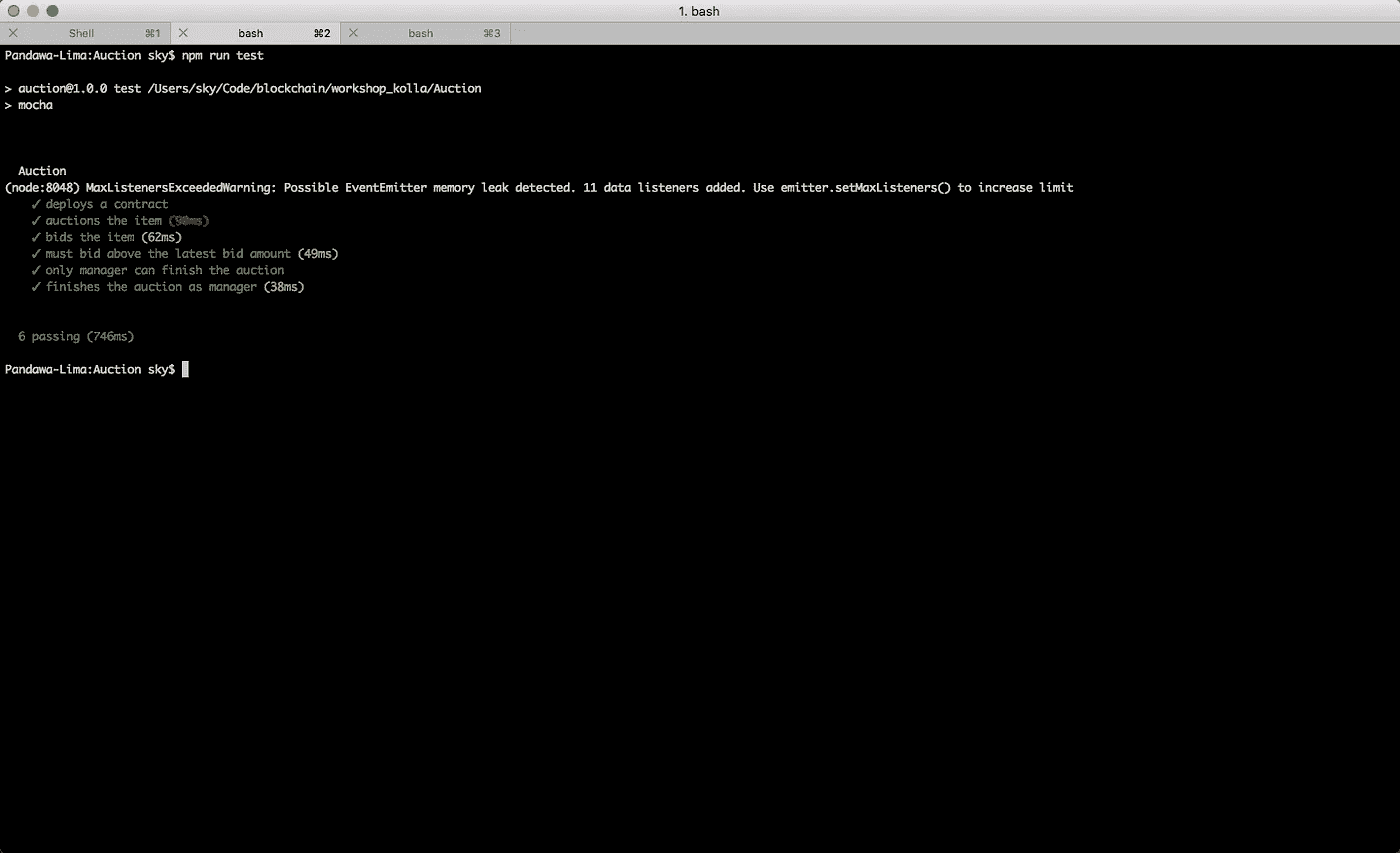 1. bash
Shell ⌘1 bash ⌘2 bash ⌘3
Pandawa-Lima:Auction sky$ npm run test
> auction@1.0.0 test /Users/sky/Code/blockchain/workshop_kolla/Auction
> mocha
Auction
(node:8048) MaxListenersExceededWarning: Possible EventEmitter memory leak detected. 11 data listeners added. Use emitter.setMaxListeners() to increase limit
✓ deploys a contract
✓ auctions the item
✓ bids the item (62ms)
✓ must bid above the latest bid amount (49ms)
✓ only manager can finish the auction
✓ finishes the auction as manager (38ms)
6 passing (746ms)
Pandawa-Lima:Auction sky$